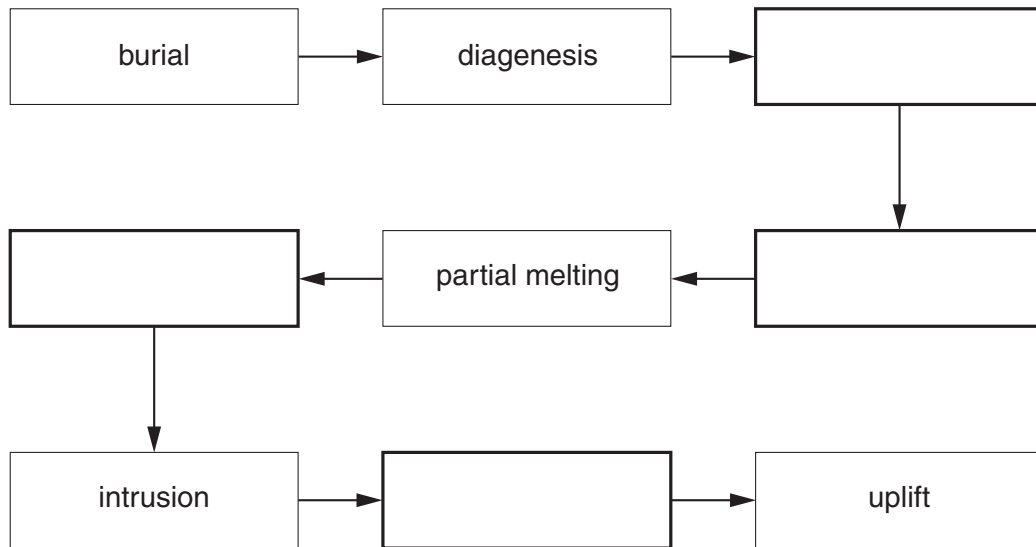 burial
diagenesis
partial melting
intrusion
uplift